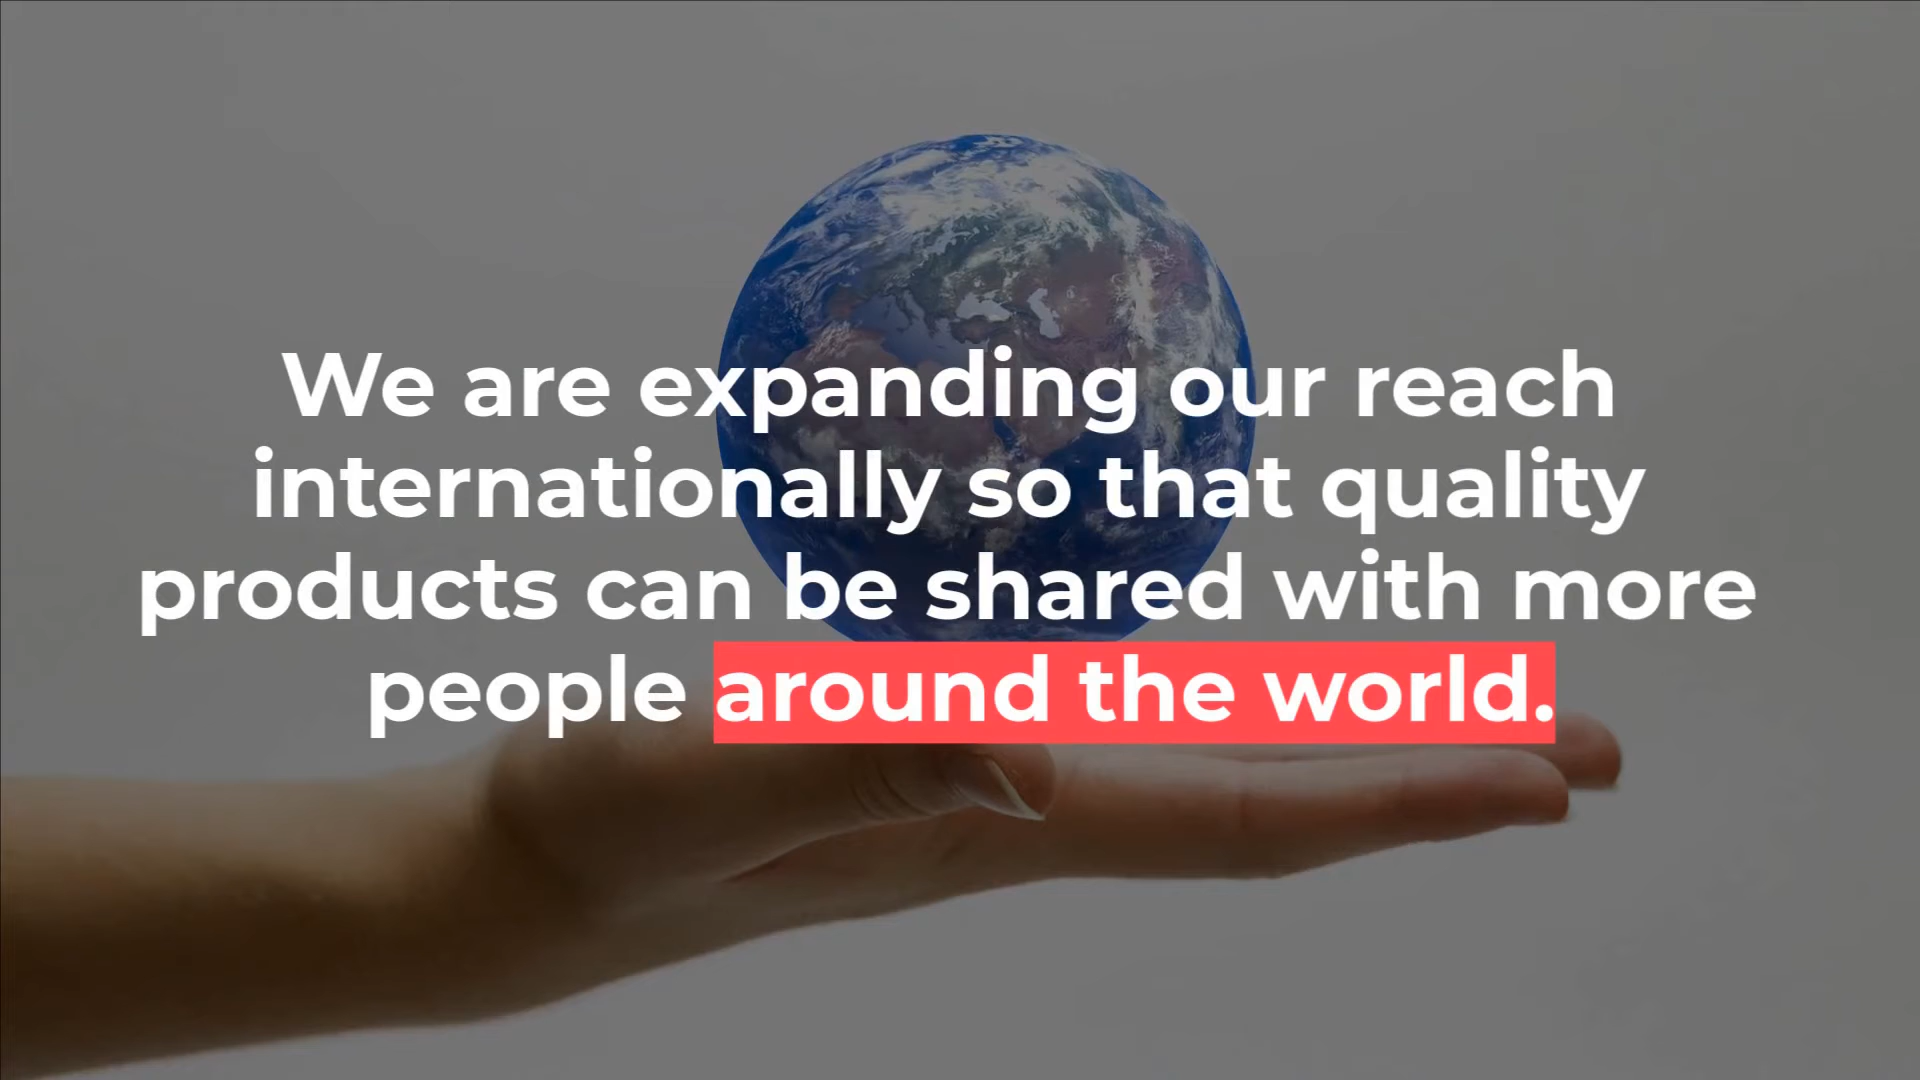 We are expanding our reach
internationally so that quality
products can be shared with more
people around the world.